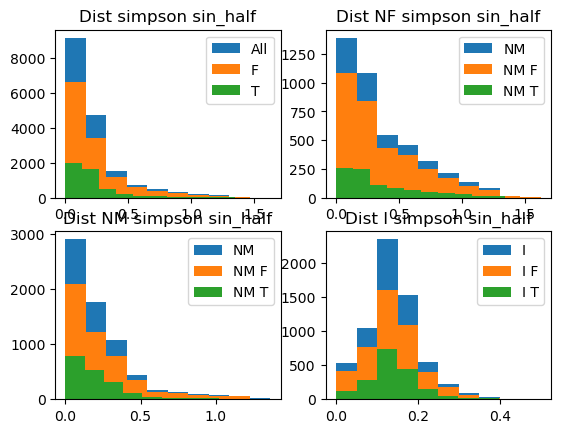 Dist simpson sin_half
8000
6000
4000
2000
0
0.0
0.5
1.0
1.5
All
F
T
Dist NF simpson sin_half
1250
1000
750
500
250
0
0.0
0.5
1.0
1.5
NM
NM F
NM T
Dist NM simpson sin_half
3000
2000
1000
0
0.0
0.5
1.0
NM
NM F
NM T
Dist I simpson sin_half
2000
1500
1000
500
0
0.0
0.2
0.4
I
I F
I T